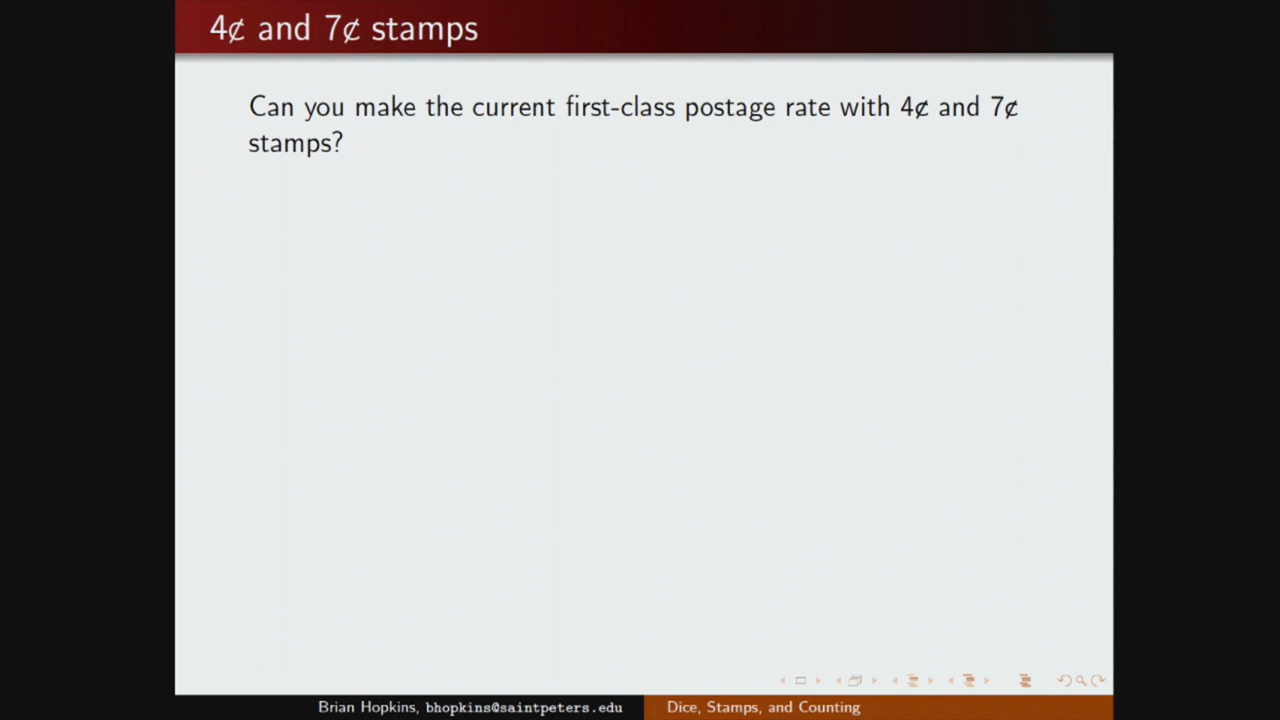 4¢ and 7¢ stamps
Can you make the current first-class postage rate with 4¢ and 7¢
stamps?
Brian Hopkins, bhopkins@saintpeters.edu
Dice, Stamps, and Counting